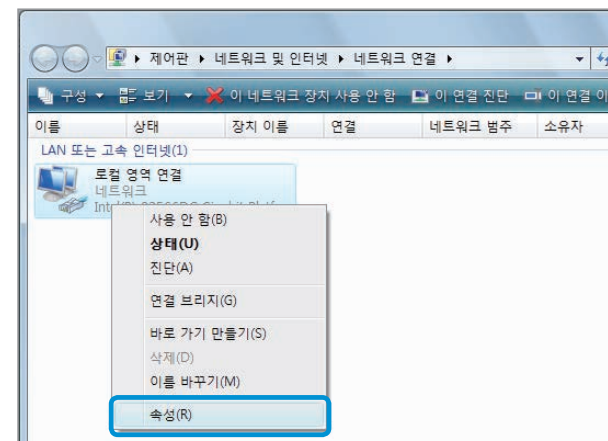 ▸ 제어판 ▸ 네트워크 및 인터넷 ▸ 네트워크 연결 ▸
구성 보기 이 네트워크 장치 사용 안 함 이 연결 진단 이 연결 이
이름 상태 장치 이름 연결 네트워크 범주 소유자
LAN 또는 고속 인터넷(1)
로컬 영역 연결
네트워크
사용 안 함(B)
상태(U)
진단(A)
연결 브리지(G)
바로 가기 만들기(S)
삭제(D)
이름 바꾸기(M)
속성(R)